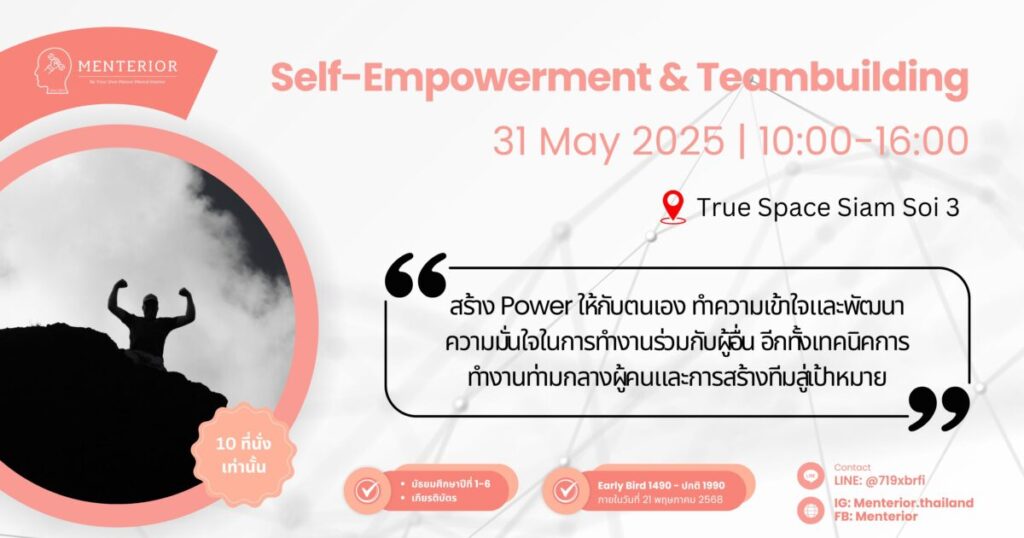 MENTERIOR
Self-Empowerment & Teambuilding
31 May 2025 | 10:00-16:00
True Space Siam Soi 3
สร้าง Power ให้กับตนเอง ทำความเข้าใจและพัฒนา
ความมั่นใจในการทำงานร่วมกับผู้อื่น อีกทั้งเทคนิคการ
ทำงานท่ามกลางผู้คนและการสร้างทีมสู่เป้าหมาย
10 ที่นั่ง
เท่านั้น
• มัธยมศึกษาปีที่ 1-6
• เกียรติบัตร
Early Bird 1490 - ปกติ 1990
ภายในวันที่ 21 พฤษภาคม 2568
Contact
LINE: @719xbrfi
IG: Menterior.thailand
FB: Menterior